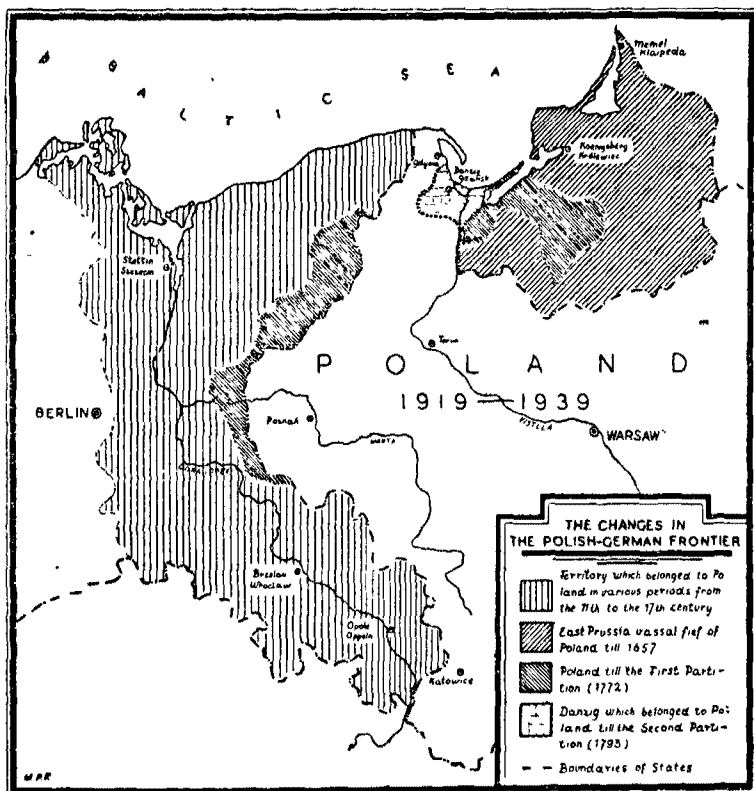 BALTIC SEA
Memel
Klaipeda
Koenigsberg
Królewiec
Gdynia
Danzig
Gdańsk
Stettin
Szczecin
Toruń
POLAND
1919 — 1939
BERLIN
Poznań
WARTA
VISTULA
WARSAW
Breslau
Wrocław
Opole
Oppeln
Katowice
THE CHANGES IN
THE POLISH-GERMAN FRONTIER
Territory which belonged to Po
land in various periods from
the 11th to the 17th century
East Prussia vassal fief of
Poland till 1657
Poland till the First Parti-
tion (1772)
Danzig which belonged to Po-
land till the Second Parti-
tion (1793)
Boundaries of States
M.P.R